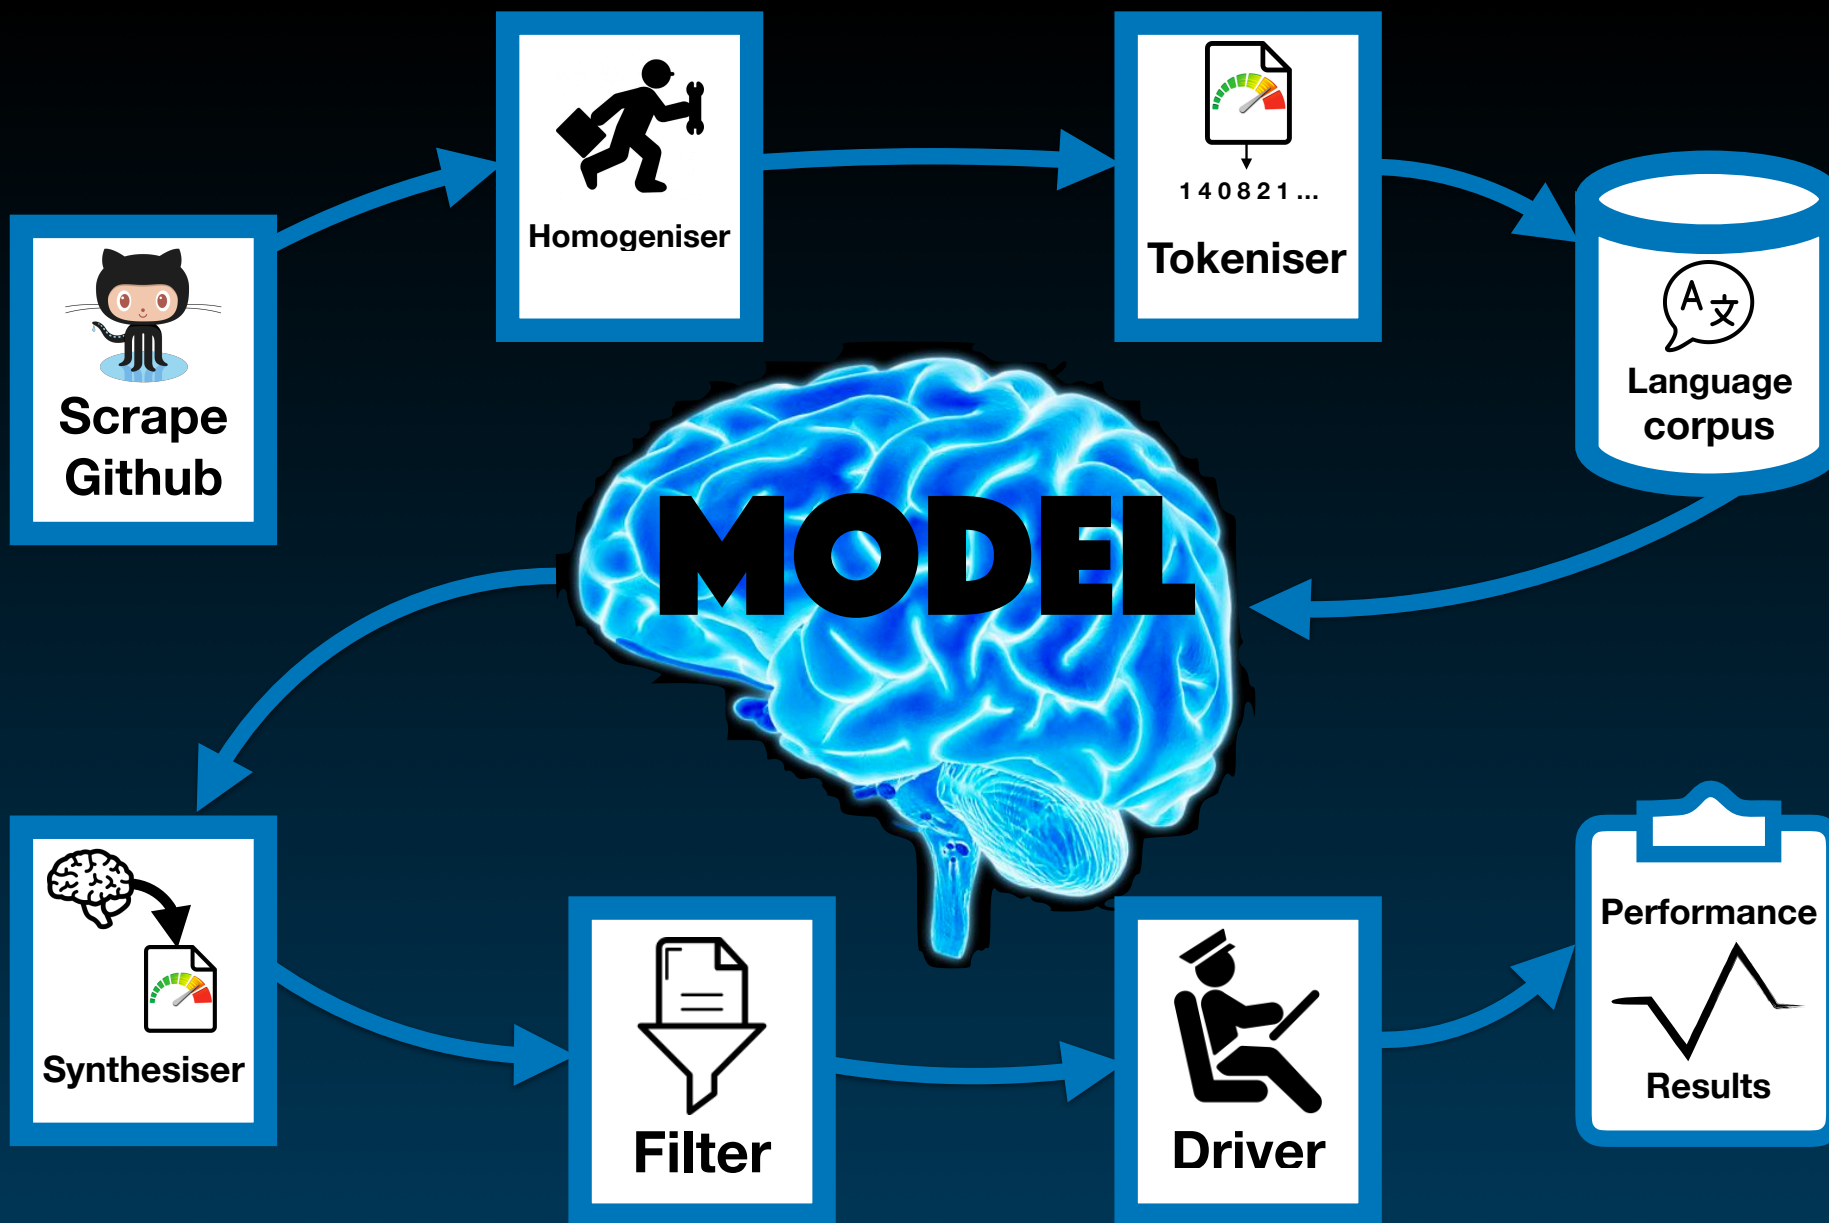 Scrape
Github
Homogeniser
1 4 0 8 2 1 ...
Tokeniser
A 文
Language
corpus
MODEL
Synthesiser
Filter
Driver
Performance
Results